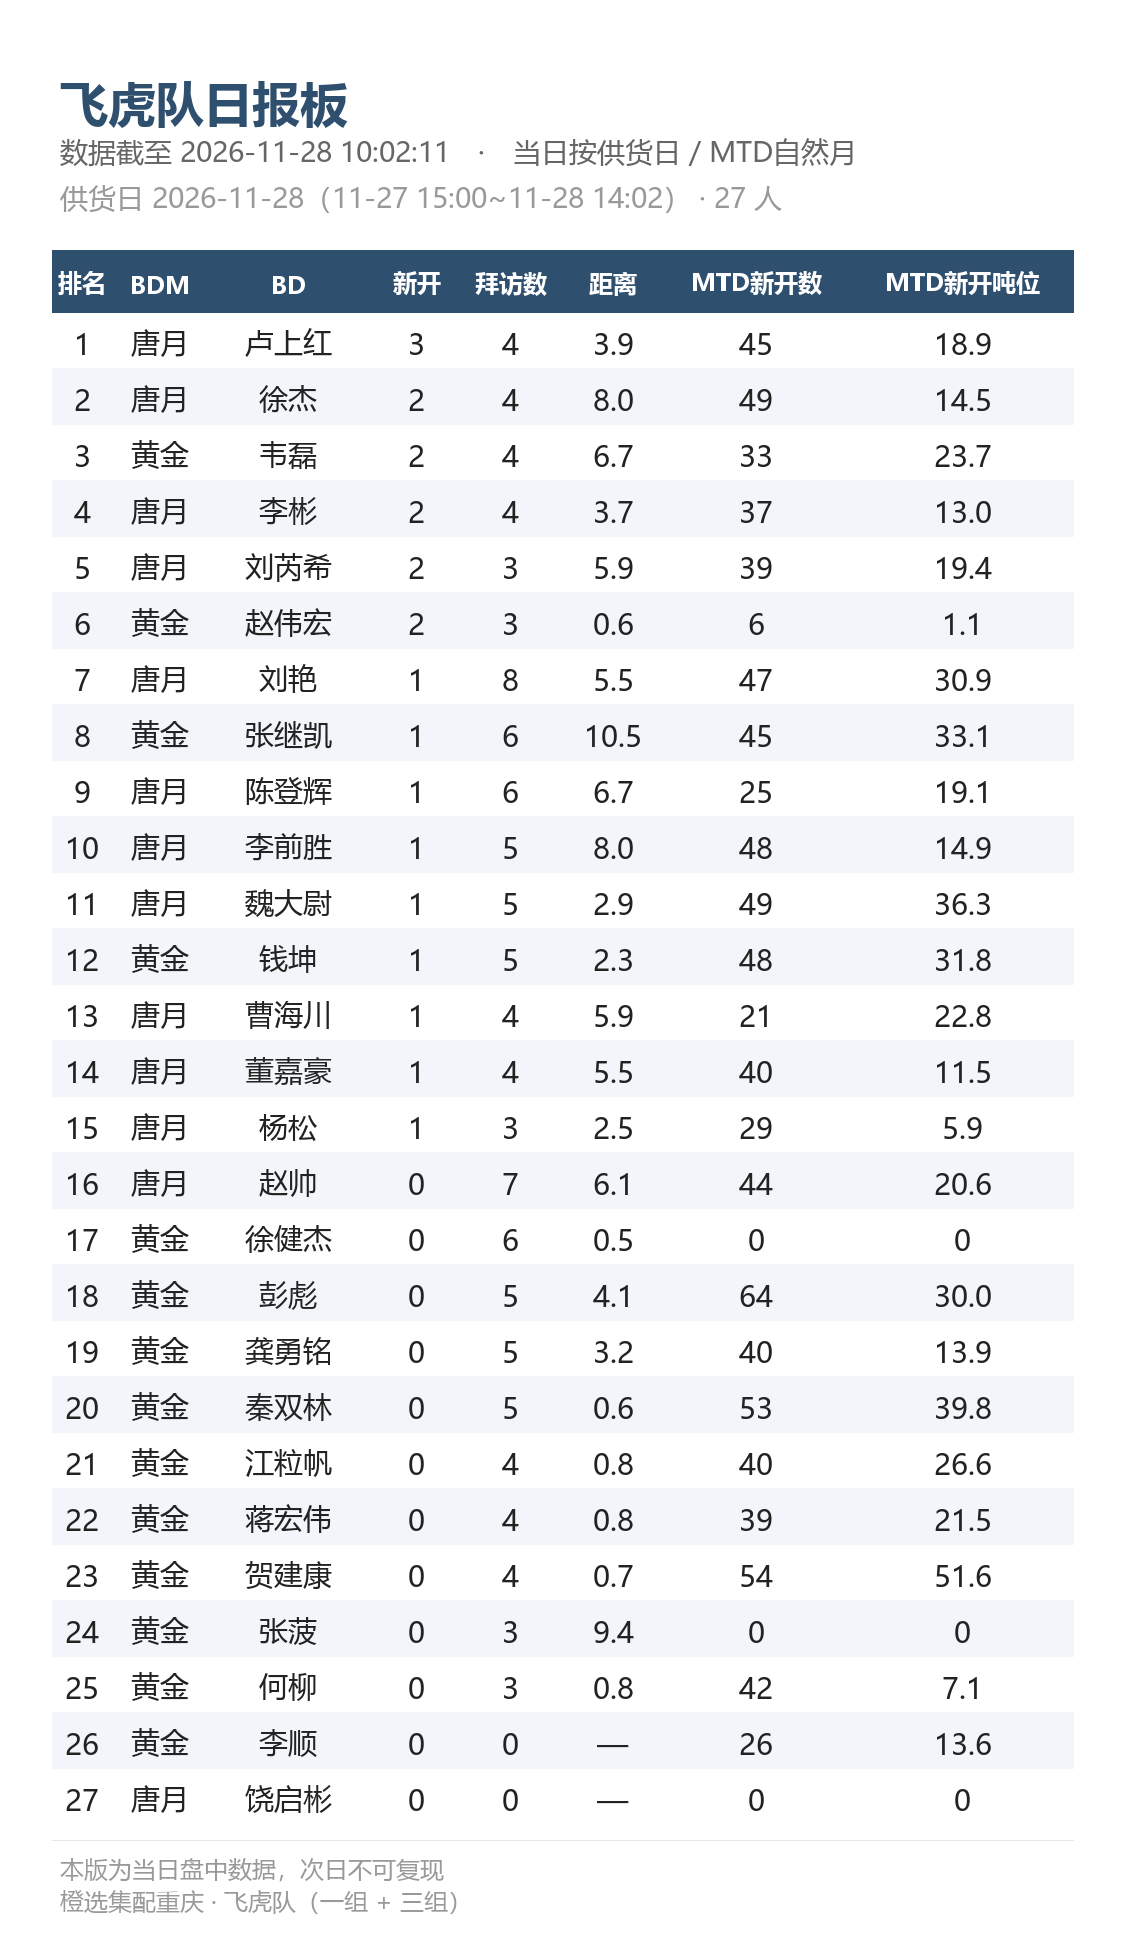 飞虎队日报板
数据截至 2026-11-28 10:02:11 · 当日按供货日 / MTD自然月
供货日 2026-11-28（11-27 15:00~11-28 14:02） · 27 人
排名 BDM BD 新开 拜访数 距离 MTD新开数 MTD新开吨位
1 唐月 卢上红 3 4 3.9 45 18.9
2 唐月 徐杰 2 4 8.0 49 14.5
3 黄金 韦磊 2 4 6.7 33 23.7
4 唐月 李彬 2 4 3.7 37 13.0
5 唐月 刘芮希 2 3 5.9 39 19.4
6 黄金 赵伟宏 2 3 0.6 6 1.1
7 唐月 刘艳 1 8 5.5 47 30.9
8 黄金 张继凯 1 6 10.5 45 33.1
9 唐月 陈登辉 1 6 6.7 25 19.1
10 唐月 李前胜 1 5 8.0 48 14.9
11 唐月 魏大尉 1 5 2.9 49 36.3
12 黄金 钱坤 1 5 2.3 48 31.8
13 唐月 曹海川 1 4 5.9 21 22.8
14 唐月 董嘉豪 1 4 5.5 40 11.5
15 唐月 杨松 1 3 2.5 29 5.9
16 唐月 赵帅 0 7 6.1 44 20.6
17 黄金 徐健杰 0 6 0.5 0 0
18 黄金 彭彪 0 5 4.1 64 30.0
19 黄金 龚勇铭 0 5 3.2 40 13.9
20 黄金 秦双林 0 5 0.6 53 39.8
21 黄金 江粒帆 0 4 0.8 40 26.6
22 黄金 蒋宏伟 0 4 0.8 39 21.5
23 黄金 贺建康 0 4 0.7 54 51.6
24 黄金 张菠 0 3 9.4 0 0
25 黄金 何柳 0 3 0.8 42 7.1
26 黄金 李顺 0 0 — 26 13.6
27 唐月 饶启彬 0 0 — 0 0
本版为当日盘中数据，次日不可复现
橙选集配重庆 · 飞虎队（一组 + 三组）